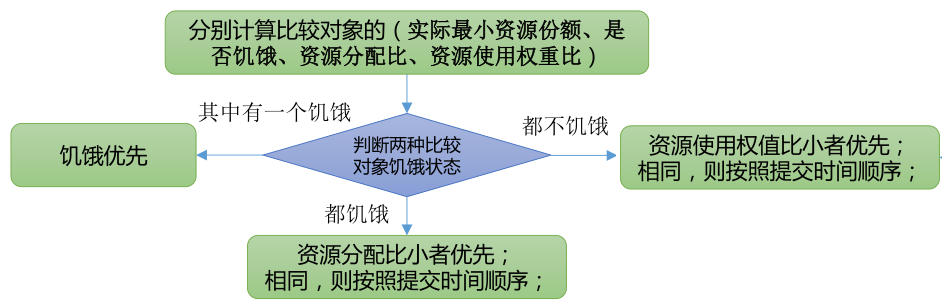 分别计算比较对象的（实际最小资源份额、是
否饥饿、资源分配比、资源使用权重比）
其中有一个饥饿
都不饥饿
饥饿优先
判断两种比较
对象饥饿状态
资源使用权值比小者优先；
相同，则按照提交时间顺序；
都饥饿
资源分配比小者优先；
相同，则按照提交时间顺序；